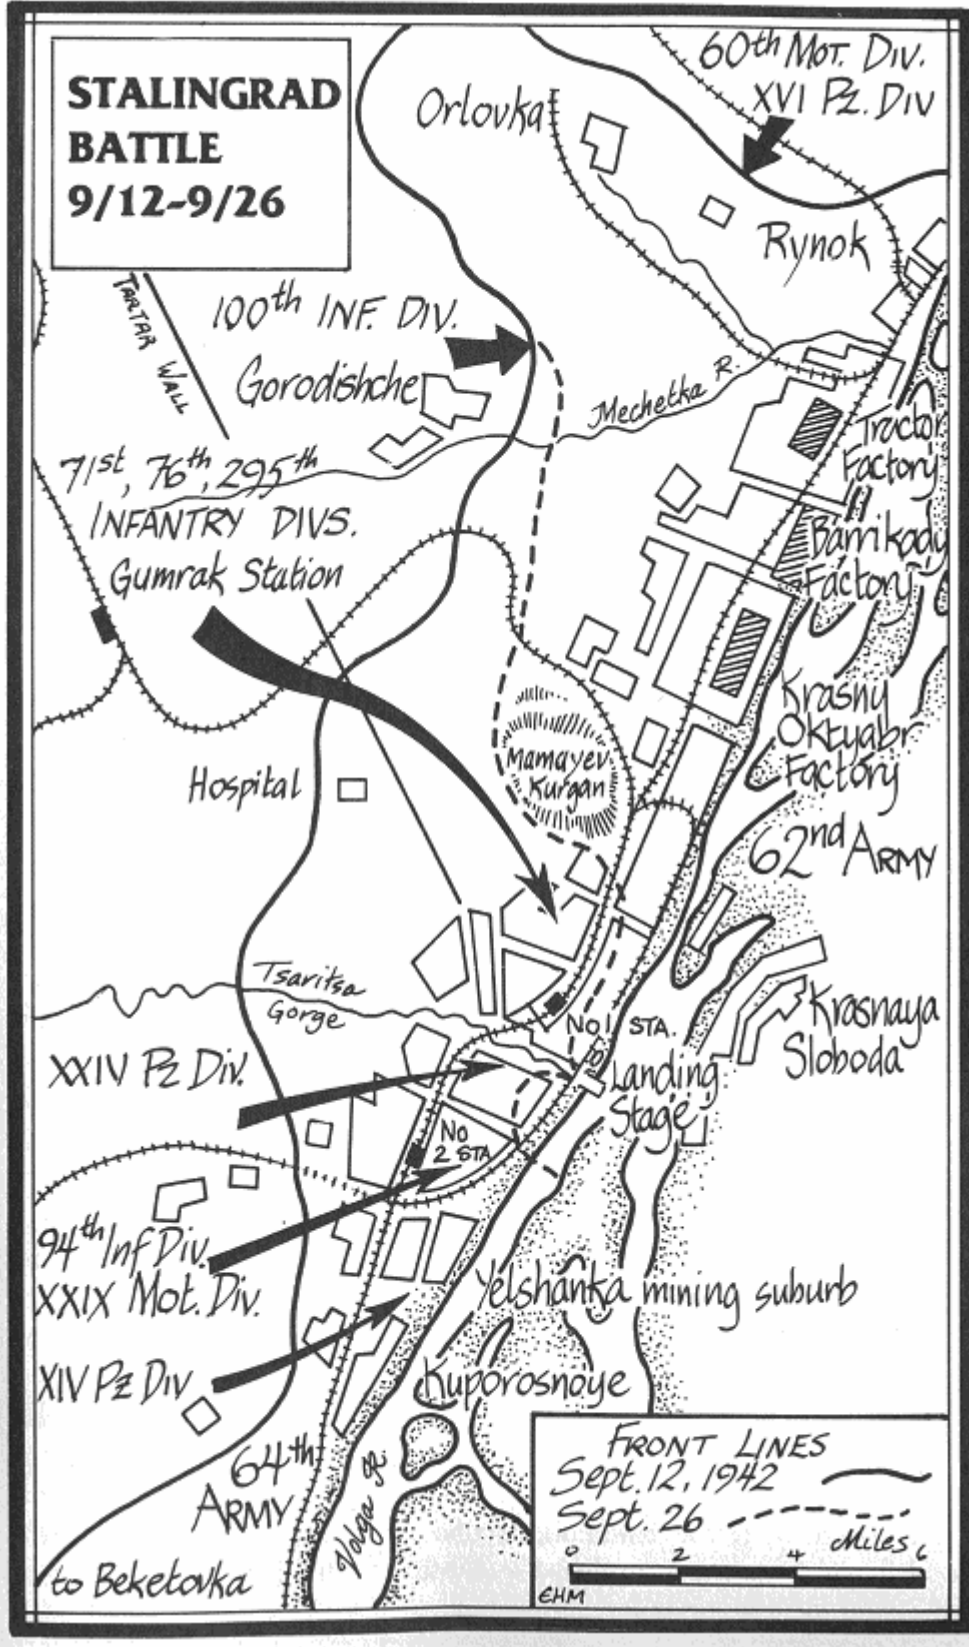 STALINGRAD
BATTLE
9/12-9/26
60th MOT. DIV.
XVI PZ. DIV
Orlovka
Rynok
TARTAR WALL
100th INF. DIV.
Gorodishche
Mechetka R.
71st, 76th, 295th
INFANTRY DIVS.
Gumrak Station
Tractor
Factory
Barrikady
Factory
Krasny
Oktyabr
Factory
Mamayev
Kurgan
Hospital
62nd ARMY
Tsaritsa
Gorge
No 1 STA.
Krasnaya
Sloboda
XXIV PZ Div.
Landing
Stage
No
2 STA
94th Inf Div.
XXIX Mot. Div.
Yelshanka mining suburb
XIV PZ DIV
Kuporosnoye
64th
ARMY
Volga R.
to Beketovka
FRONT LINES
Sept. 12, 1942
Sept. 26
Miles
0 2 4 6
EHM